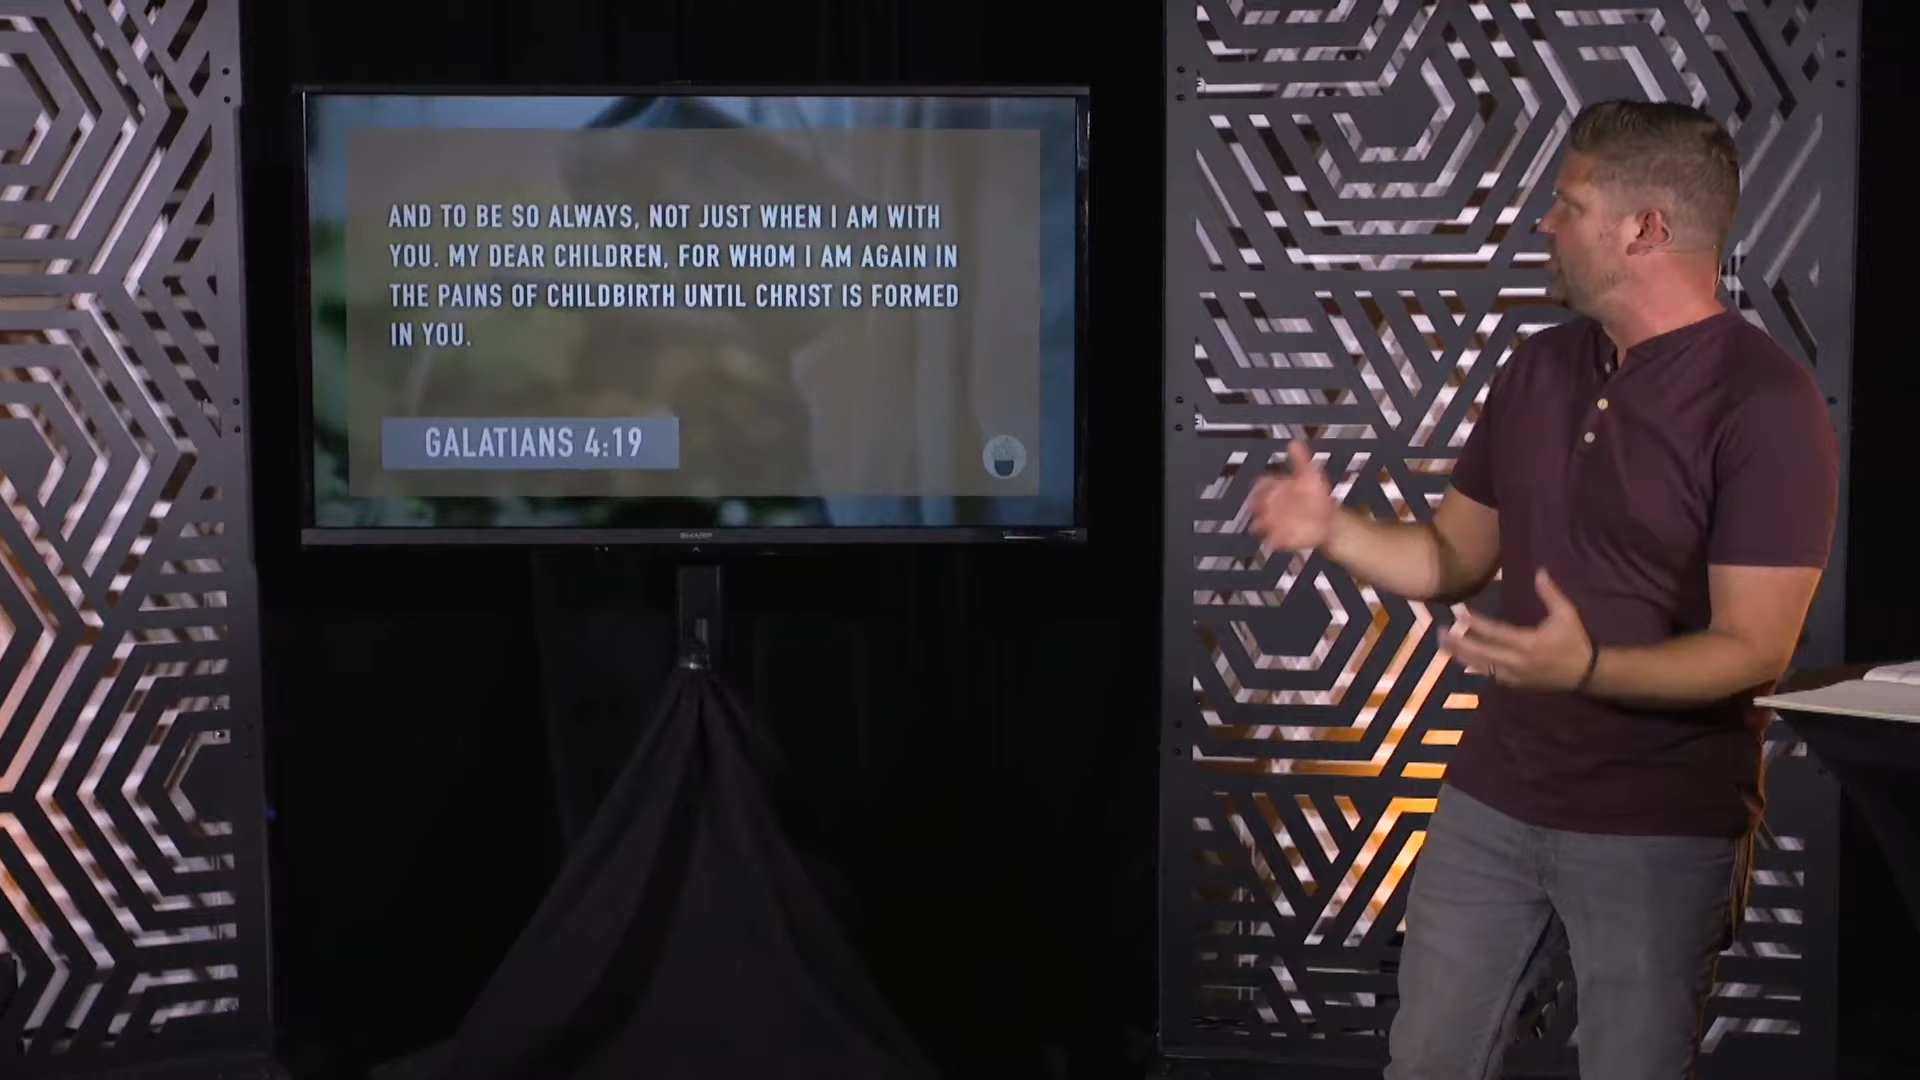 AND TO BE SO ALWAYS, NOT JUST WHEN I AM WITH
YOU. MY DEAR CHILDREN, FOR WHOM I AM AGAIN IN
THE PAINS OF CHILDBIRTH UNTIL CHRIST IS FORMED
IN YOU.
GALATIANS 4:19
SHARP